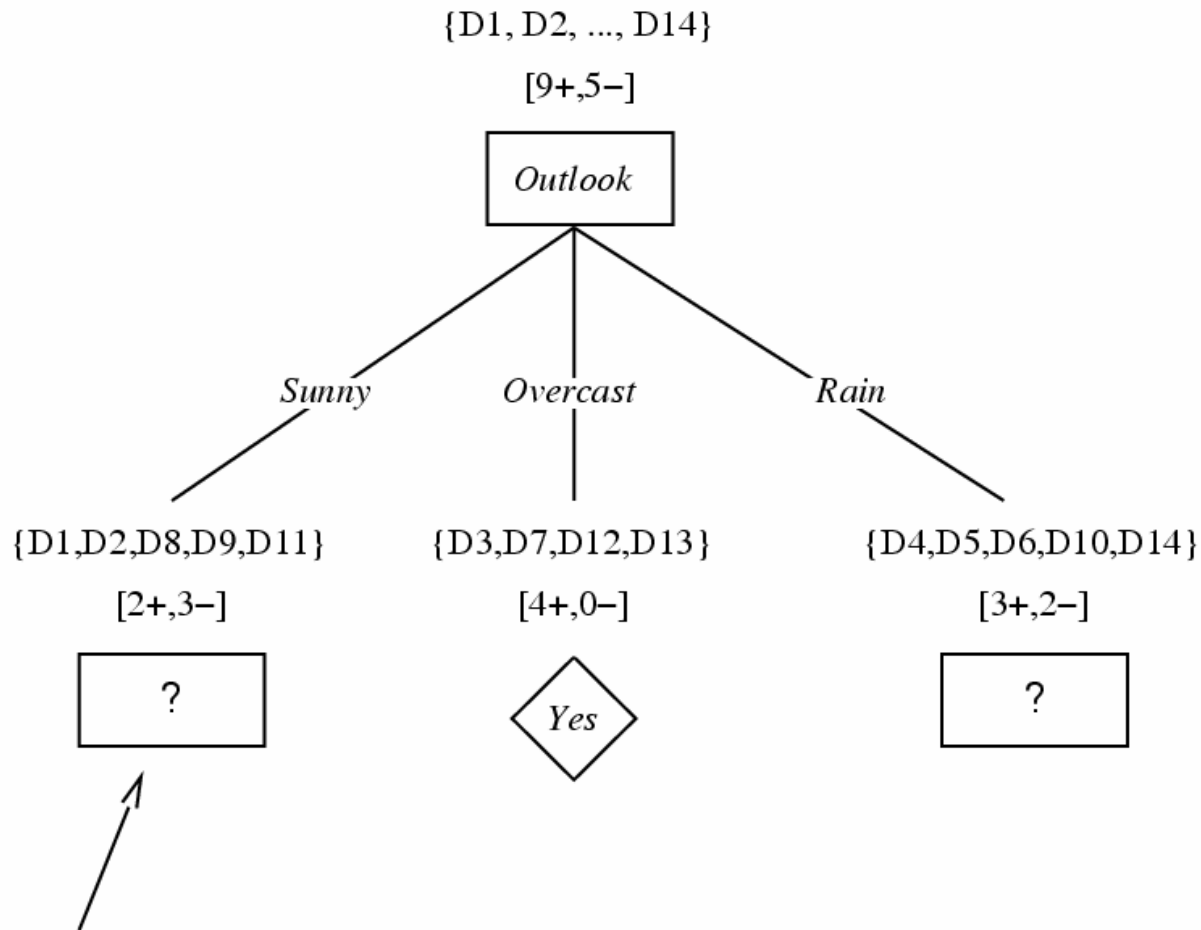 {D1, D2, ..., D14}
[9+,5−]
Outlook
Sunny Overcast Rain
{D1,D2,D8,D9,D11} {D3,D7,D12,D13} {D4,D5,D6,D10,D14}
[2+,3−] [4+,0−] [3+,2−]
? Yes ?